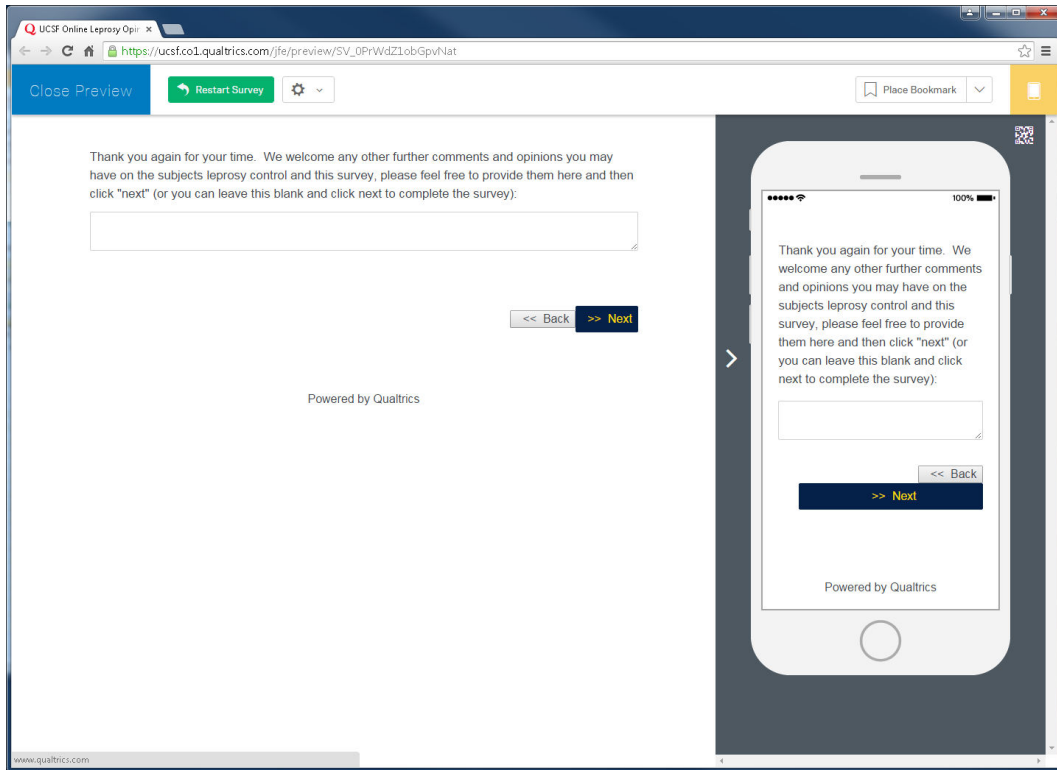 UCSF Online Leprosy Opin
https://ucsf.co1.qualtrics.com/jfe/preview/SV_0PrWdZ1obGpvNat
Close Preview
Restart Survey
Place Bookmark
Thank you again for your time. We welcome any other further comments and opinions you may
have on the subjects leprosy control and this survey, please feel free to provide them here and then
click "next" (or you can leave this blank and click next to complete the survey):
<< Back
>> Next
Powered by Qualtrics
100%
Thank you again for your time. We
welcome any other further comments
and opinions you may have on the
subjects leprosy control and this
survey, please feel free to provide
them here and then click "next" (or
you can leave this blank and click
next to complete the survey):
<< Back
>> Next
Powered by Qualtrics
www.qualtrics.com